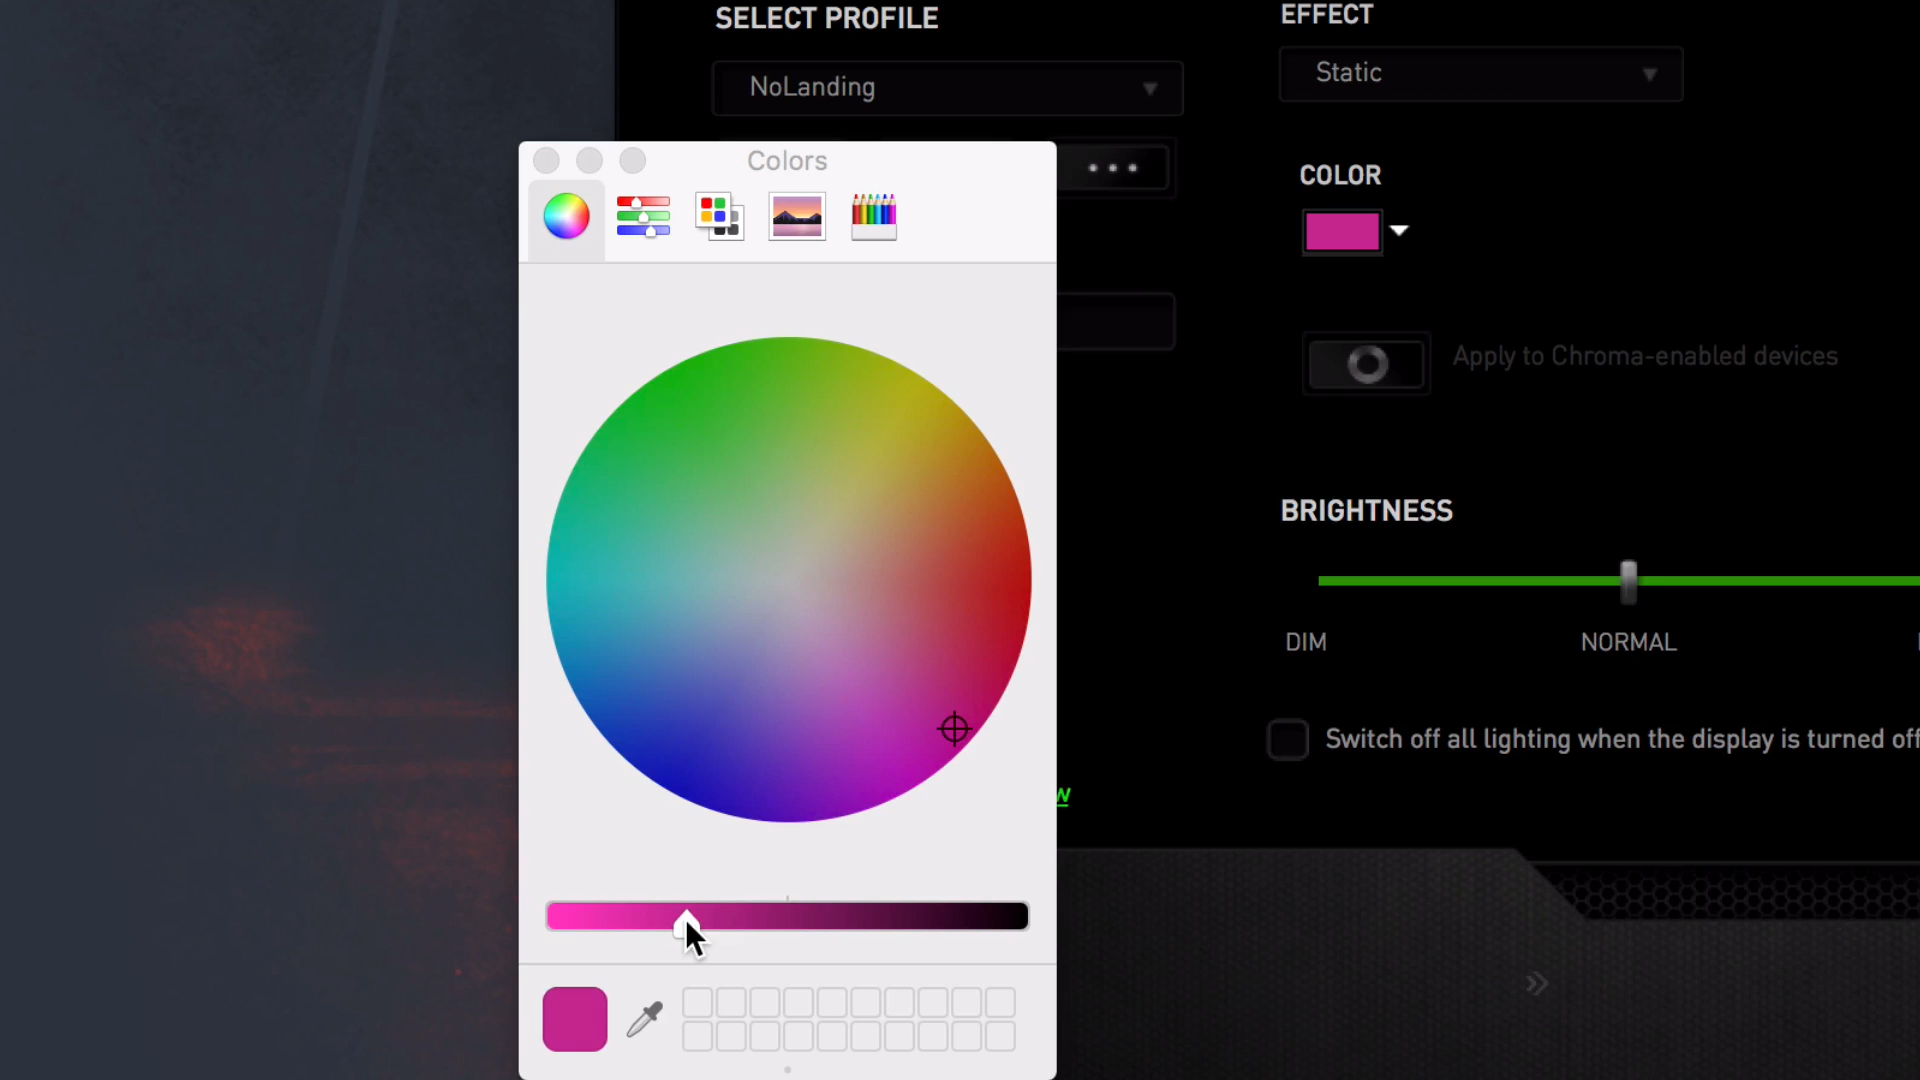 SELECT PROFILE
NoLanding
EFFECT
Static
Colors
COLOR
Apply to Chroma-enabled devices
BRIGHTNESS
DIM
NORMAL
Switch off all lighting when the display is turned off